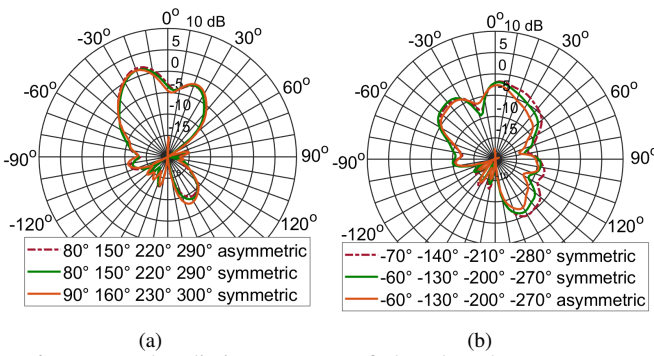 0° 10 dB
-30° 30°
5
0
-60° 60°
-5
-10
-15
-90° 90°
-120° 120°
80° 150° 220° 290° asymmetric
80° 150° 220° 290° symmetric
90° 160° 230° 300° symmetric
(a)
0° 10 dB
-30° 30°
5
0
-60° 60°
-5
-10
-15
-90° 90°
-120° 120°
-70° -140° -210° -280° symmetric
-60° -130° -200° -270° symmetric
-60° -130° -200° -270° asymmetric
(b)